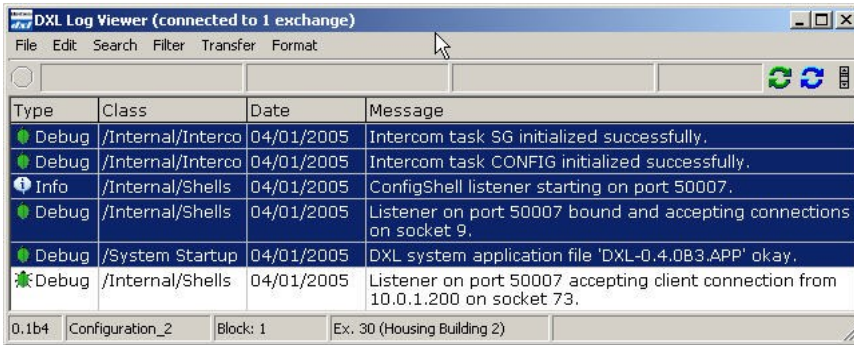 DXL Log Viewer (connected to 1 exchange)
File Edit Search Filter Transfer Format
Type Class Date Message
Debug /Internal/Interco 04/01/2005 Intercom task SG initialized successfully.
Debug /Internal/Interco 04/01/2005 Intercom task CONFIG initialized successfully.
Info /Internal/Shells 04/01/2005 ConfigShell listener starting on port 50007.
Debug /Internal/Shells 04/01/2005 Listener on port 50007 bound and accepting connections
on socket 9.
Debug /System Startup 04/01/2005 DXL system application file 'DXL-0.4.0B3.APP' okay.
Debug /Internal/Shells 04/01/2005 Listener on port 50007 accepting client connection from
10.0.1.200 on socket 73.
0.1b4 Configuration_2 Block: 1 Ex. 30 (Housing Building 2)